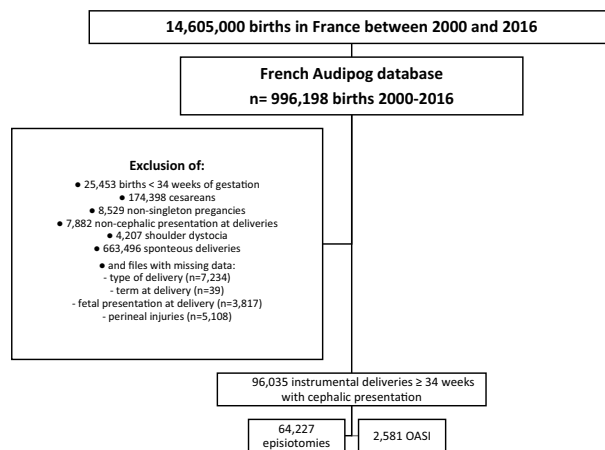 14,605,000 births in France between 2000 and 2016
French Audipog database
n= 996,198 births 2000-2016
Exclusion of:
● 25,453 births < 34 weeks of gestation
● 174,398 cesareans
● 8,529 non-singleton pregancies
● 7,882 non-cephalic presentation at deliveries
● 4,207 shoulder dystocia
● 663,496 sponteous deliveries
● and files with missing data:
- type of delivery (n=7,234)
- term at delivery (n=39)
- fetal presentation at delivery (n=3,817)
- perineal injuries (n=5,108)
96,035 instrumental deliveries ≥ 34 weeks
with cephalic presentation
64,227
episiotomies
2,581 OASI